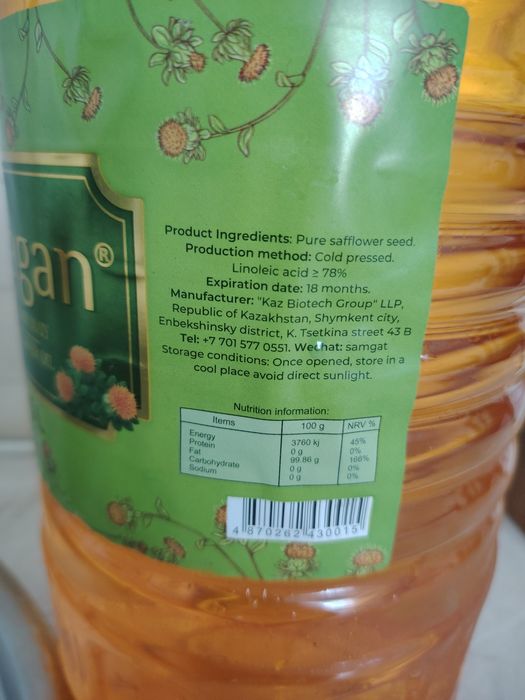 gan®
Product Ingredients: Pure safflower seed.
Production method: Cold pressed.
Linoleic acid ≥ 78%
Expiration date: 18 months.
Manufacturer: "Kaz Biotech Group" LLP,
Republic of Kazakhstan, Shymkent city,
Enbekshinsky district, K. Tsetkina street 43 B
Tel: +7 701 577 0551. Wechat: samgat
Storage conditions: Once opened, store in a
cool place avoid direct sunlight.
Nutrition information:
Items 100 g NRV %
Energy 3760 kj 45%
Protein 0 g 0%
Fat 99.86 g 166%
Carbohydrate 0 g 0%
Sodium 0 g 0%
4 870262 430015